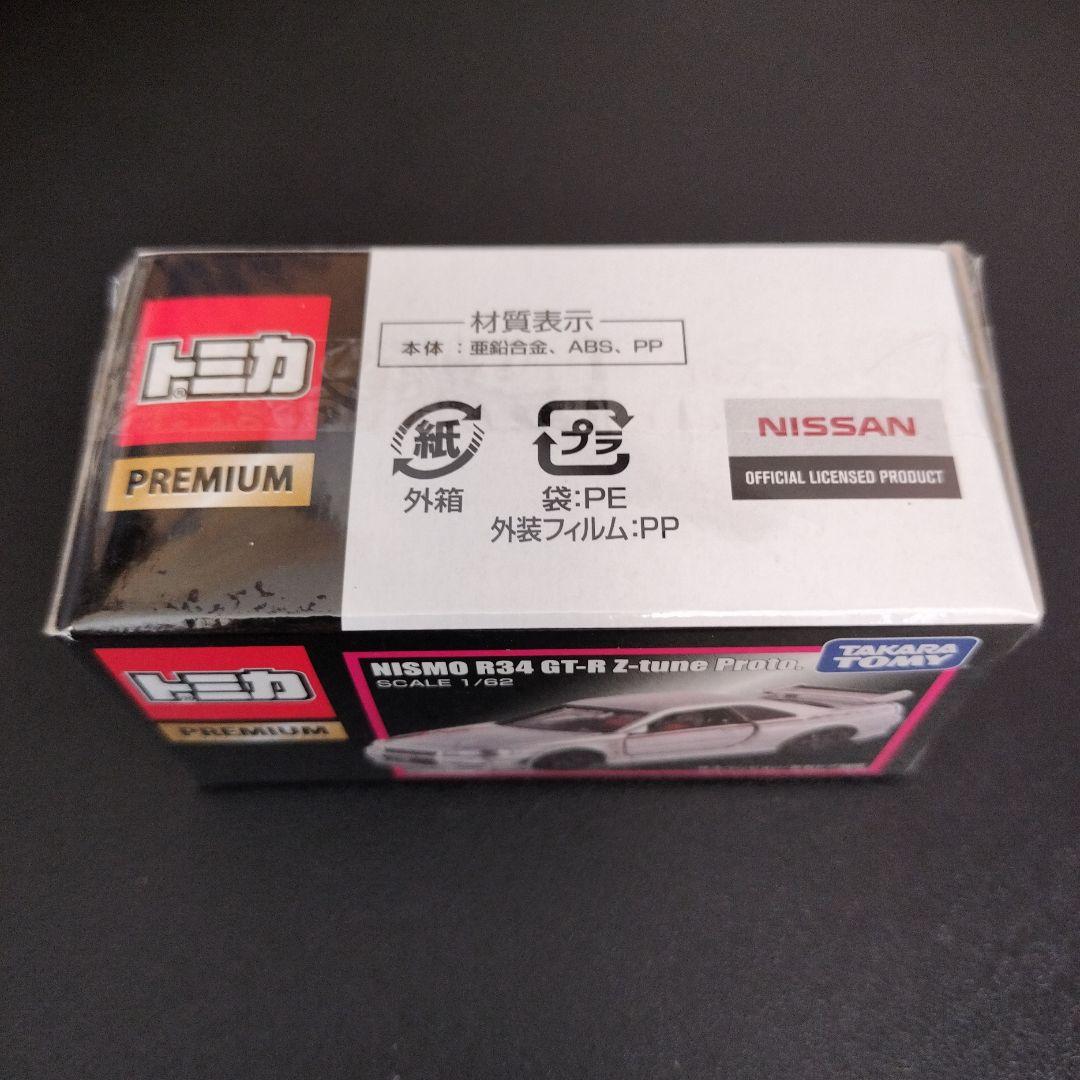 トミカ
PREMIUM
材質表示
本体 : 亜鉛合金、ABS、PP
紙
外箱
プラ
袋:PE
外装フィルム:PP
NISSAN
OFFICIAL LICENSED PRODUCT
トミカ
PREMIUM
NISMO R34 GT-R Z-tune Proto.
SCALE 1/62
TAKARA
TOMY